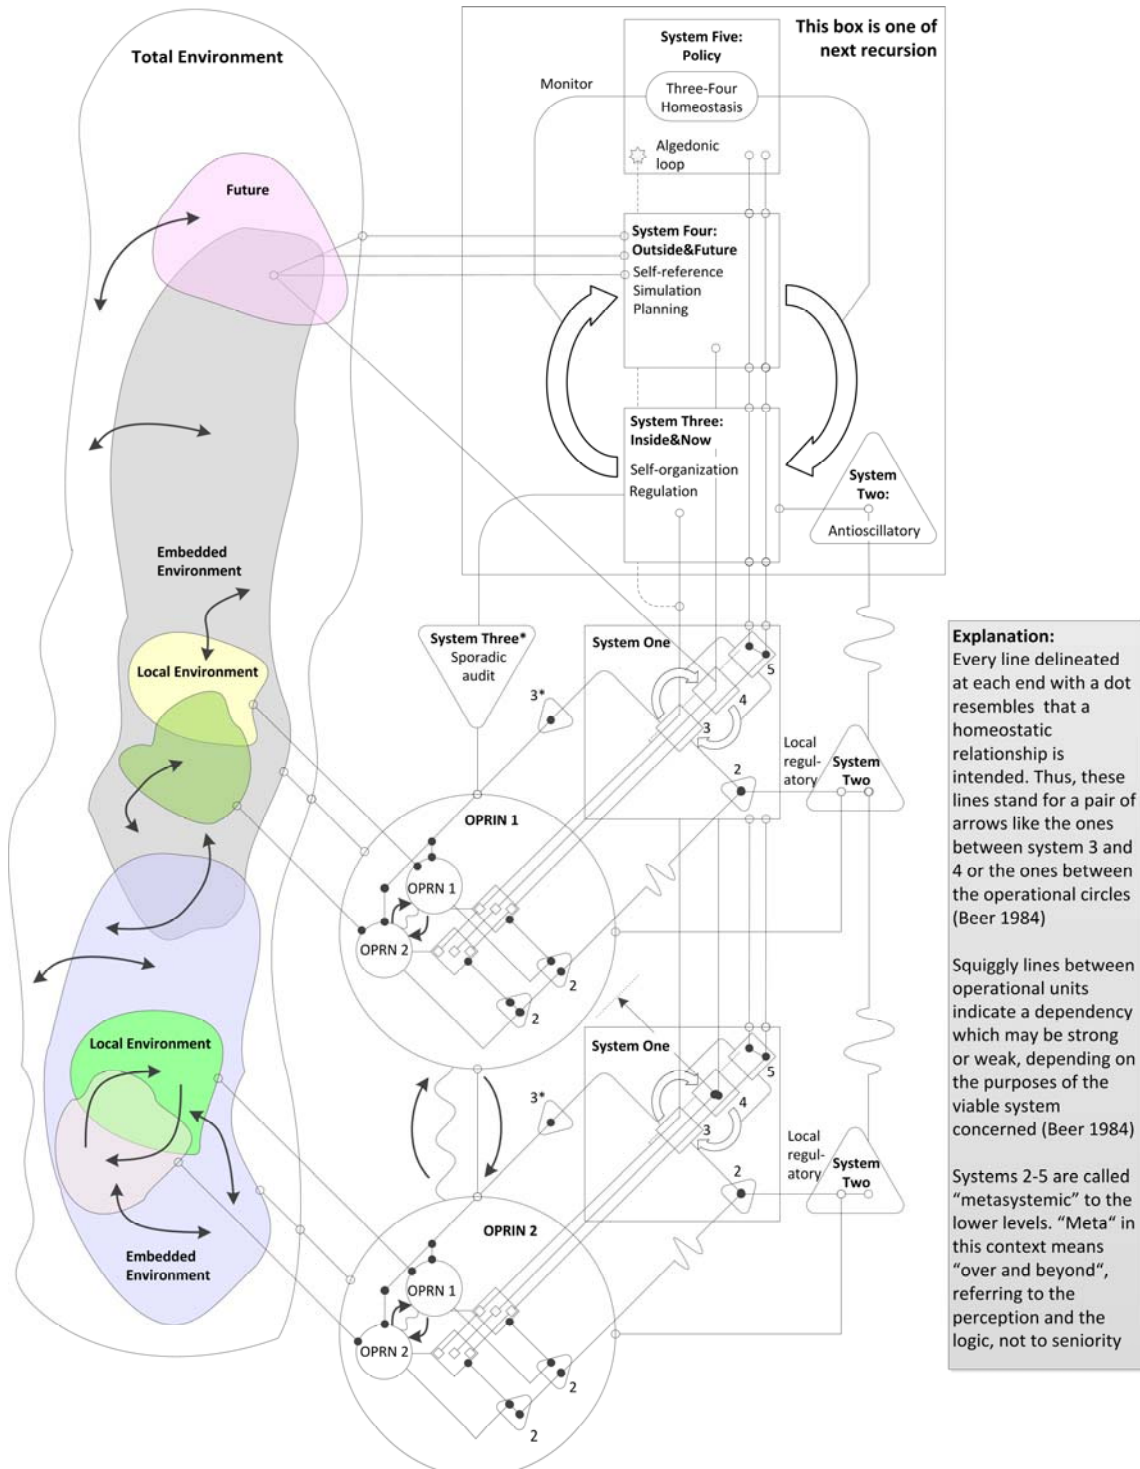 Total Environment
This box is one of
next recursion
System Five:
Policy
Monitor
Three-Four
Homeostasis
Algedonic
loop
Future
System Four:
Outside&Future
Self-reference
Simulation
Planning
System Three:
Inside&Now
Self-organization
Regulation
System
Two:
Antioscillatory
Embedded
Environment
Local Environment
System Three*
Sporadic
audit
System One
3*
5
4
3
2
Local
regul-
atory
System
Two
OPRIN 1
OPRN 1
OPRN 2
2
2
Local Environment
System One
3*
5
4
3
2
Local
regul-
atory
System
Two
OPRIN 2
OPRN 1
OPRN 2
2
2
Embedded
Environment
Explanation:
Every line delineated
at each end with a dot
resembles that a
homeostatic
relationship is
intended. Thus, these
lines stand for a pair of
arrows like the ones
between system 3 and
4 or the ones between
the operational circles
(Beer 1984)
Squiggly lines between
operational units
indicate a dependency
which may be strong
or weak, depending on
the purposes of the
viable system
concerned (Beer 1984)
Systems 2-5 are called
“metasystemic” to the
lower levels. “Meta“ in
this context means
“over and beyond“,
referring to the
perception and the
logic, not to seniority